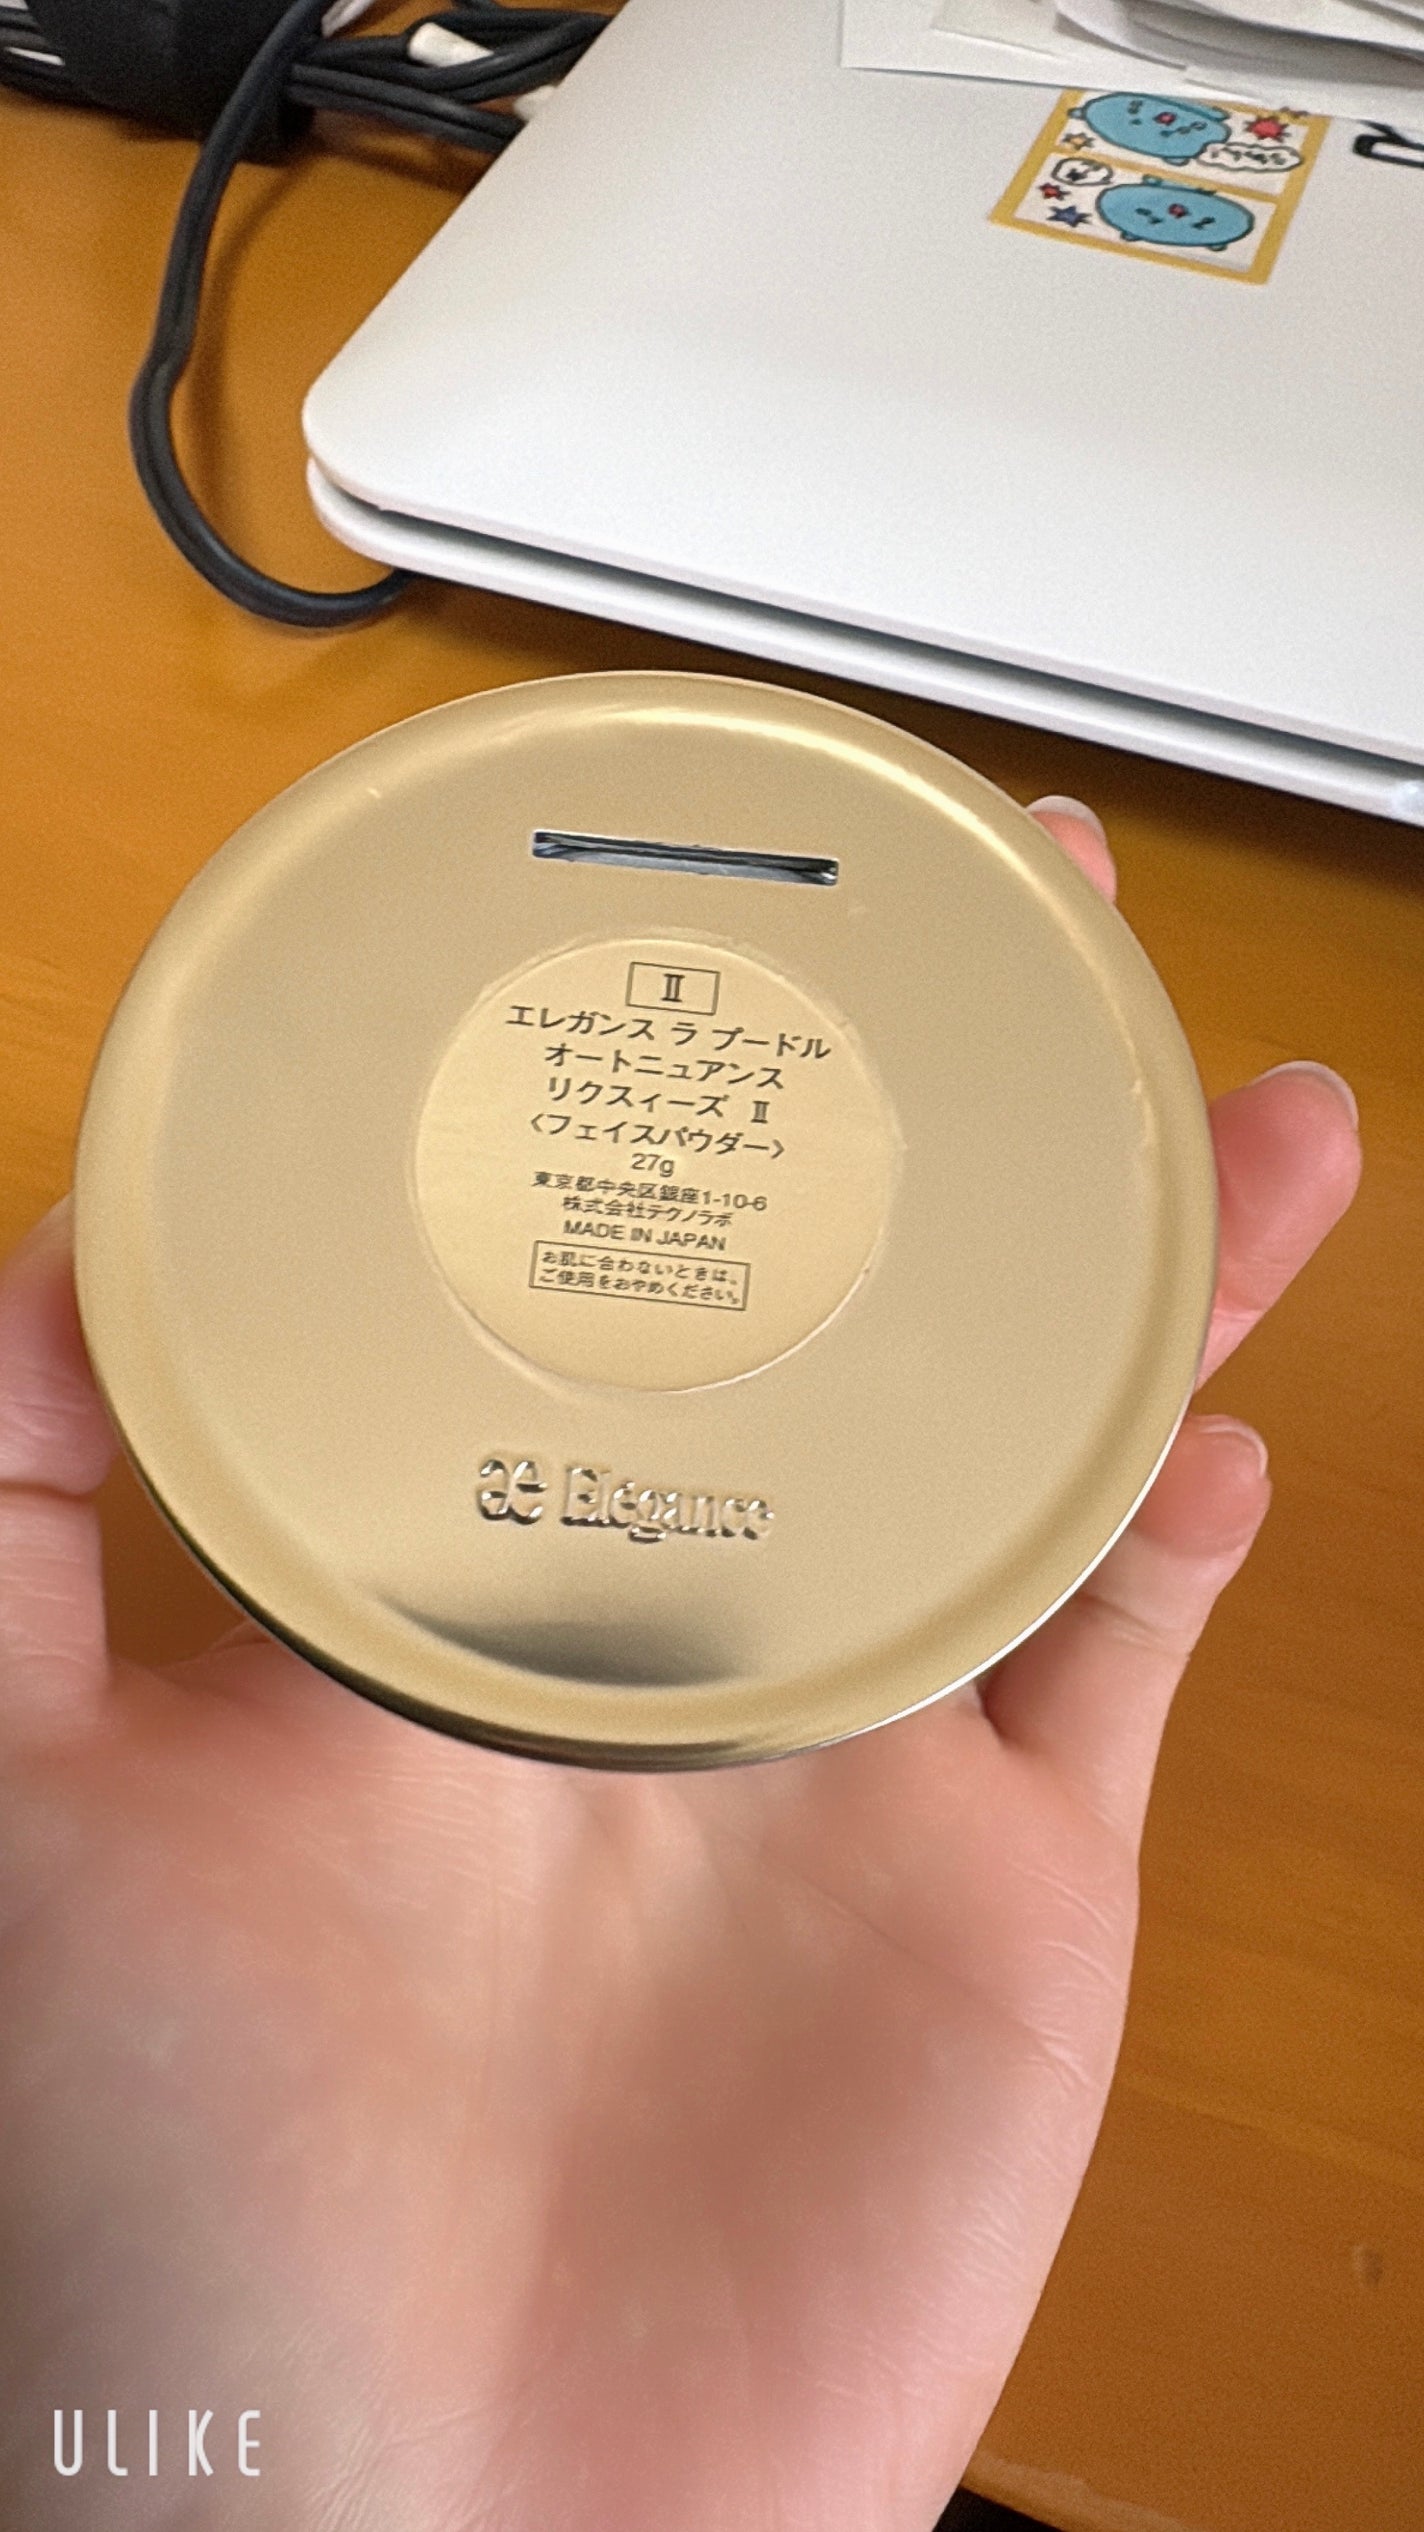 II
エレガンス ラ プードル
オートニュアンス
リクスィーズ II
〈フェイスパウダー〉
27g
東京都中央区銀座1-10-6
株式会社テクノラボ
MADE IN JAPAN
お肌に合わないときは、
ご使用をおやめください。
Elégance
ULIKE